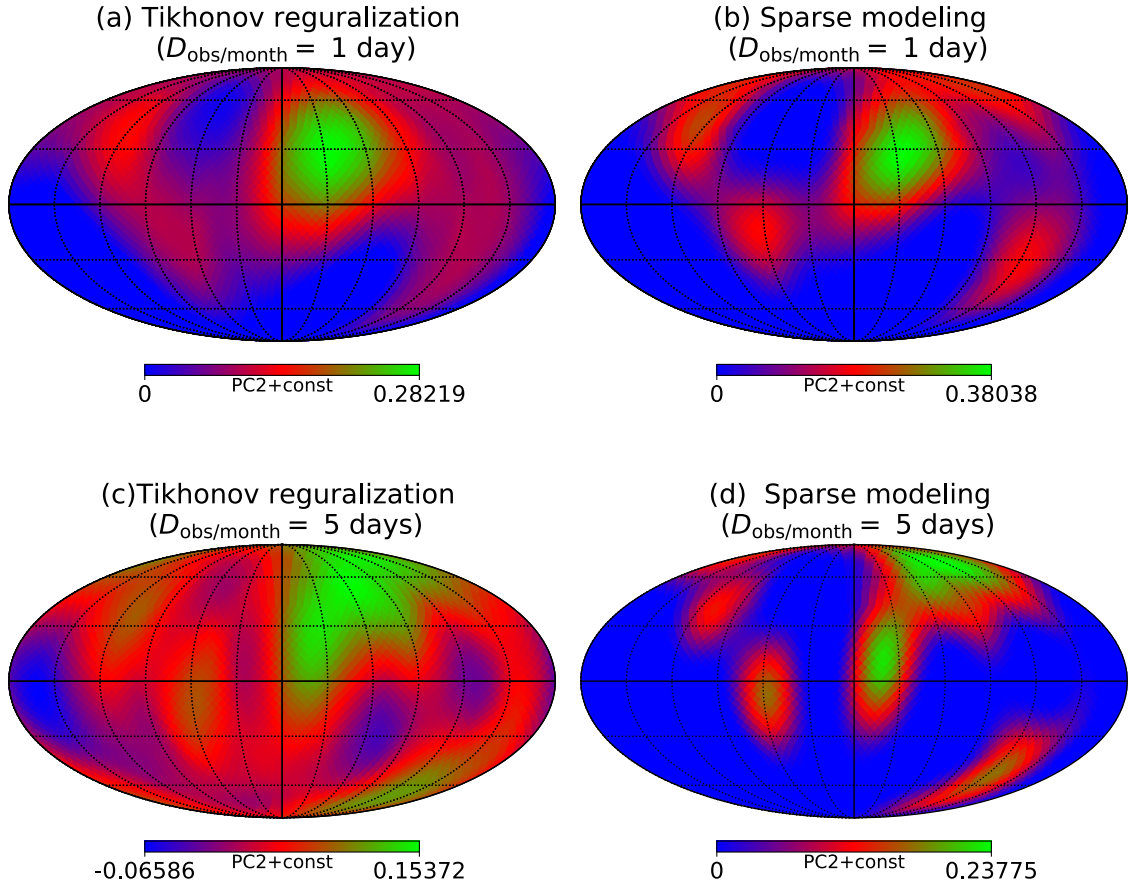 (a) Tikhonov reguralization
(D_obs/month = 1 day)
(b) Sparse modeling
(D_obs/month = 1 day)
PC2+const
0 0.28219
PC2+const
0 0.38038
(c)Tikhonov reguralization
(D_obs/month = 5 days)
(d) Sparse modeling
(D_obs/month = 5 days)
PC2+const
-0.06586 0.15372
PC2+const
0 0.23775